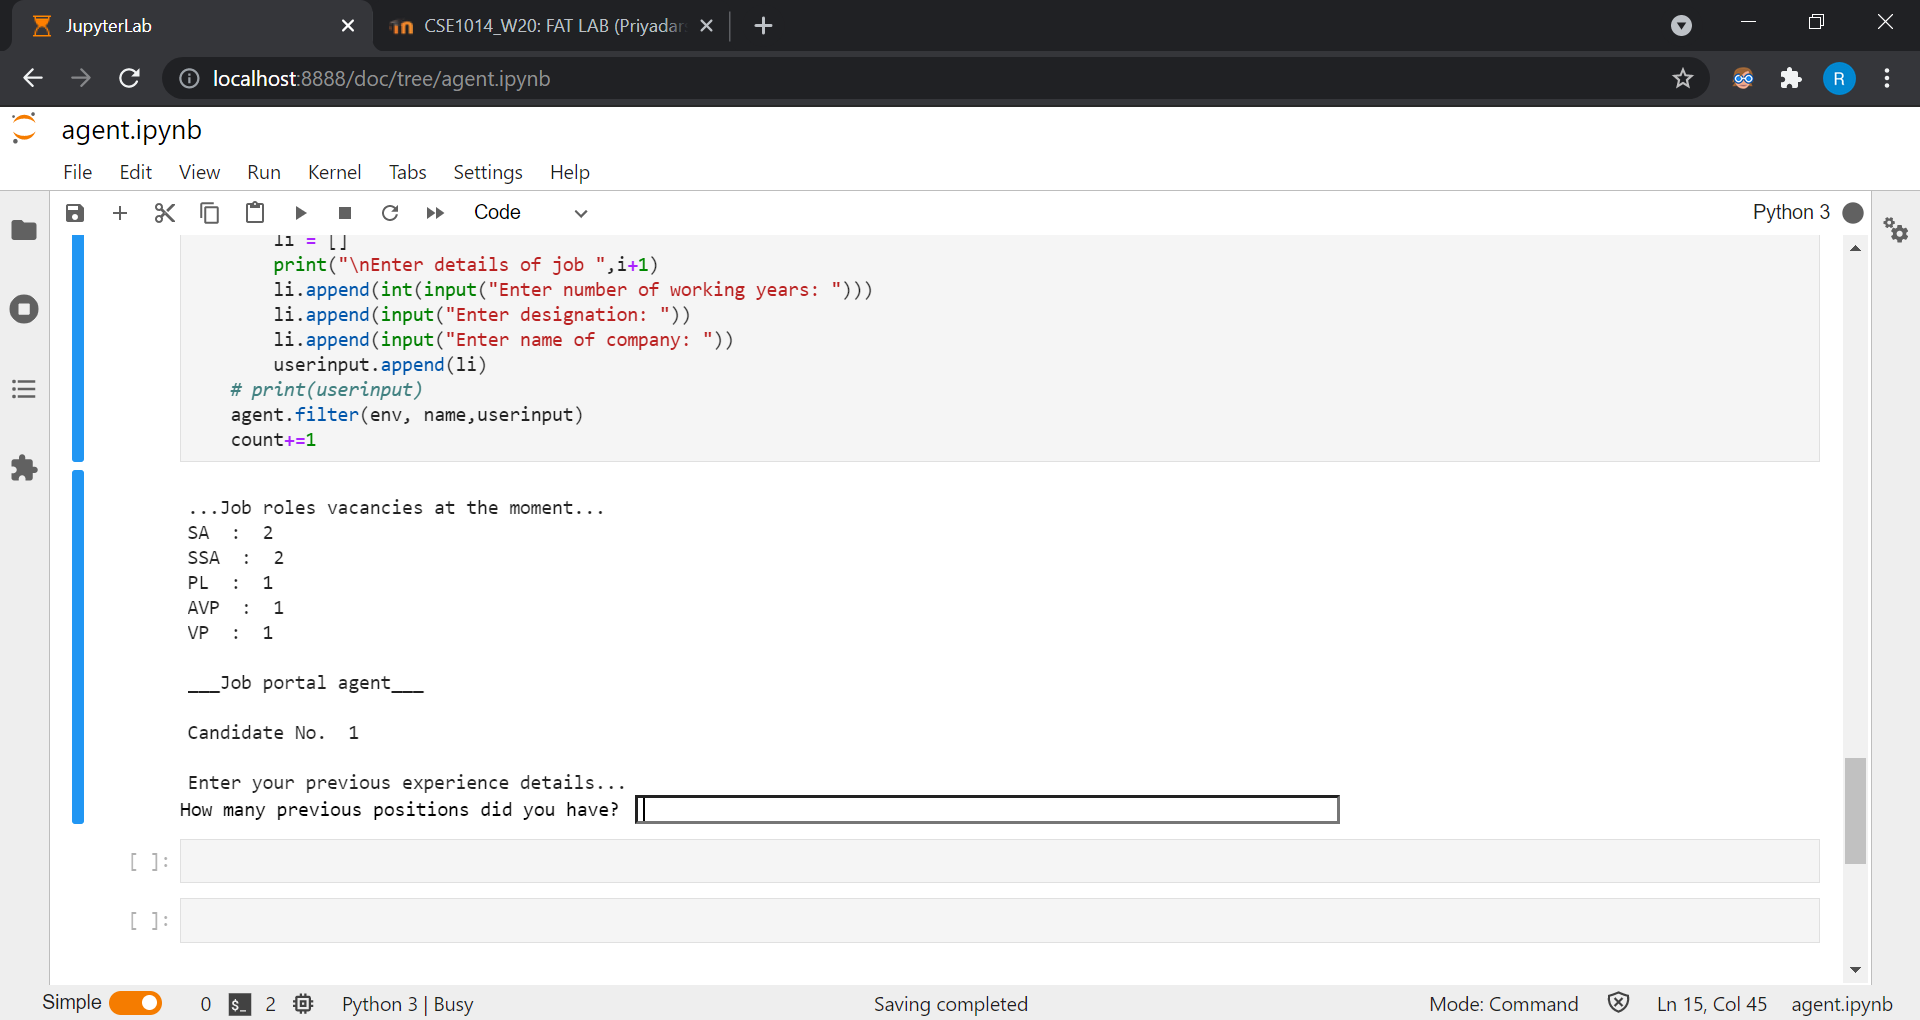 JupyterLab
CSE1014_W20: FAT LAB (Priyadar
localhost:8888/doc/tree/agent.ipynb
R
agent.ipynb
File Edit View Run Kernel Tabs Settings Help
Code
Python 3
li = []
print("\nEnter details of job ",i+1)
li.append(int(input("Enter number of working years: ")))
li.append(input("Enter designation: "))
li.append(input("Enter name of company: "))
userinput.append(li)
# print(userinput)
agent.filter(env, name,userinput)
count+=1
...Job roles vacancies at the moment...
SA  :  2
SSA  :  2
PL  :  1
AVP  :  1
VP  :  1
___Job portal agent___
Candidate No.  1
Enter your previous experience details...
How many previous positions did you have?
[ ]:
[ ]:
Simple 0 $_ 2 Python 3 | Busy Saving completed Mode: Command Ln 15, Col 45 agent.ipynb